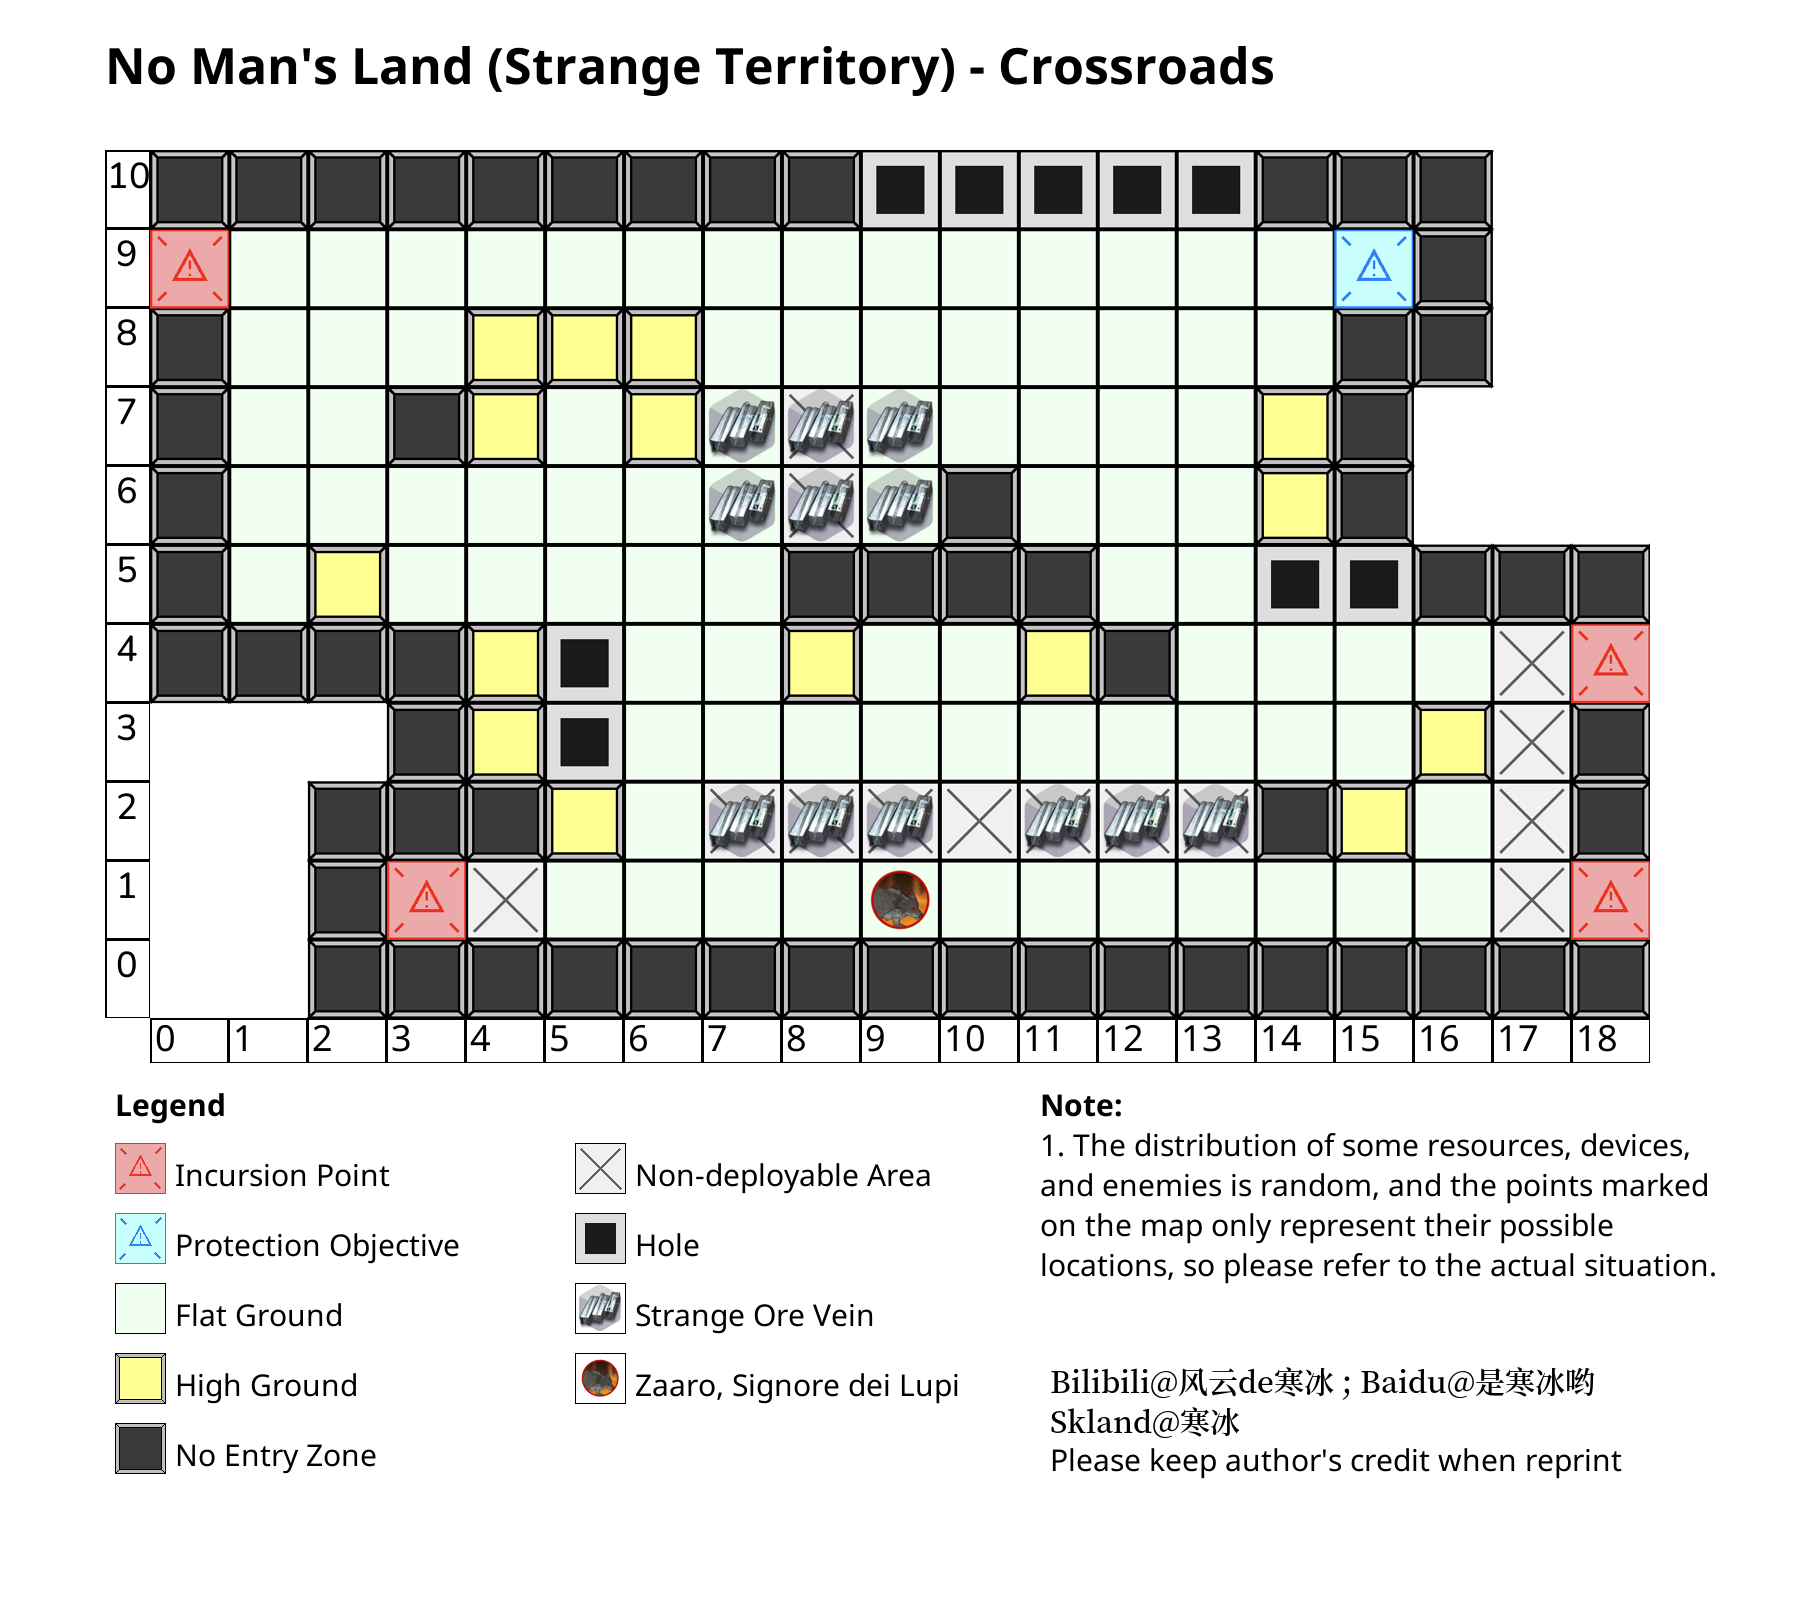 No Man's Land (Strange Territory) - Crossroads
10
9
8
7
6
5
4
3
2
1
0
0 1 2 3 4 5 6 7 8 9 10 11 12 13 14 15 16 17 18
Legend
Incursion Point
Protection Objective
Flat Ground
High Ground
No Entry Zone
Non-deployable Area
Hole
Strange Ore Vein
Zaaro, Signore dei Lupi
Note:
1. The distribution of some resources, devices,
and enemies is random, and the points marked
on the map only represent their possible
locations, so please refer to the actual situation.
Bilibili@风云de寒冰 ; Baidu@是寒冰哟
Skland@寒冰
Please keep author's credit when reprint